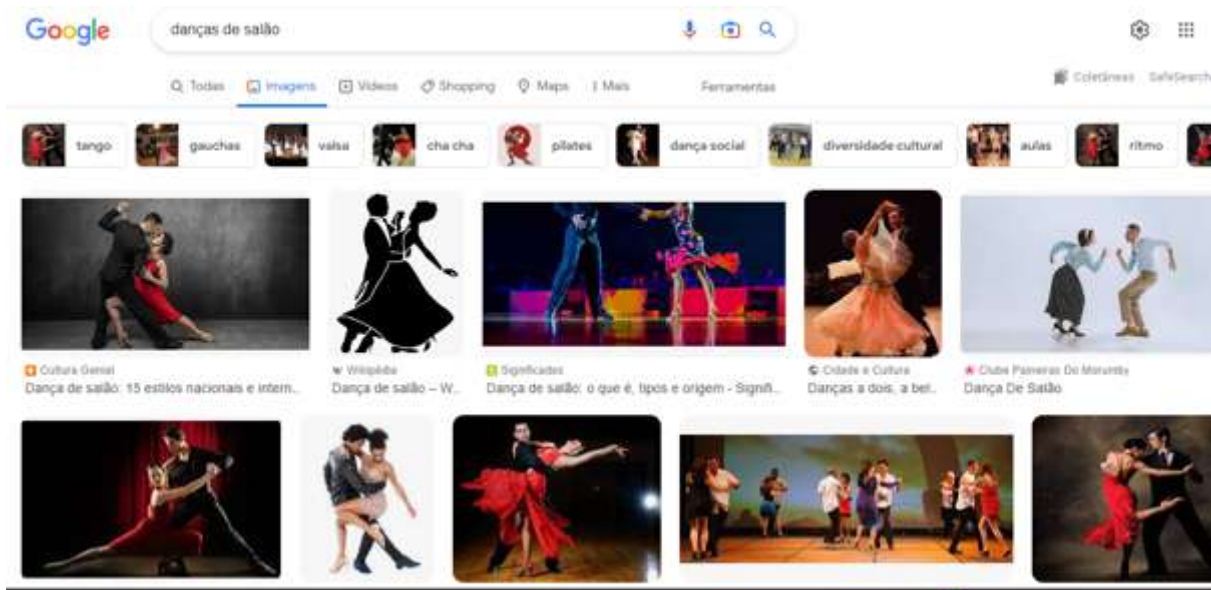 Google
danças de salão
Todas Imagens Vídeos Shopping Maps Mais Ferramentas
Coletâneas SafeSearch
tango gauchas valsa cha cha pilates dança social diversidade cultural aulas ritmo
Cultura Genial
Dança de salão: 15 estilos nacionais e intern...
Wikipédia
Dança de salão – W...
Significados
Dança de salão: o que é, tipos e origem - Signifi...
Cidade e Cultura
Danças a dois, a bel...
Clube Paineiras Do Morumby
Dança De Salão